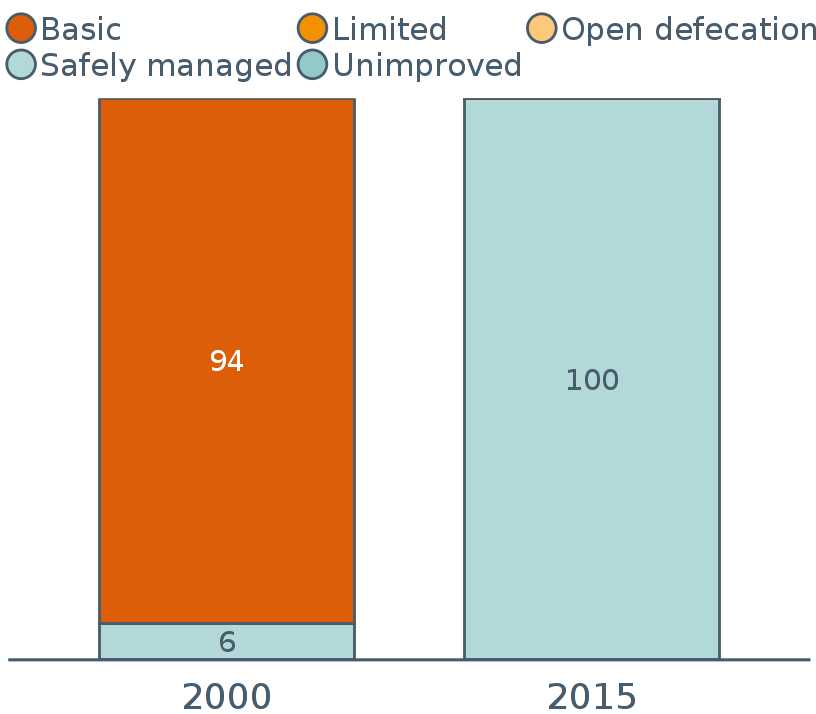 Basic Limited Open defecation
Safely managed Unimproved
94
100
6
2000 2015